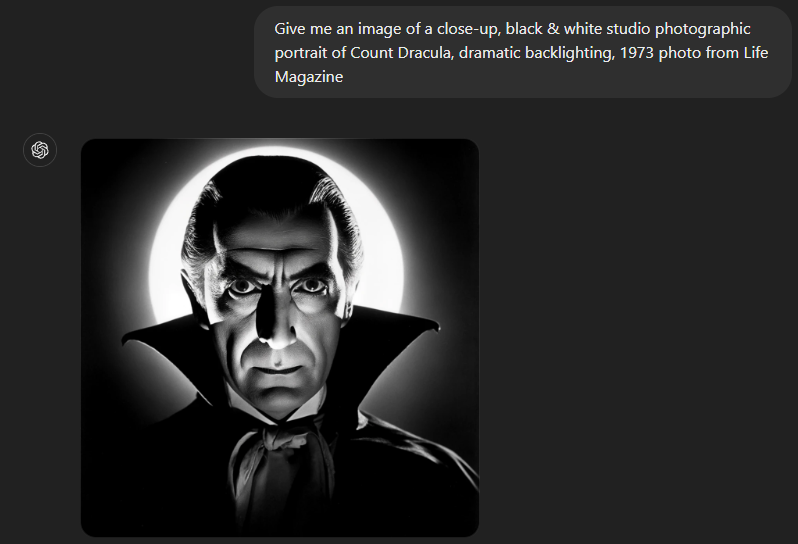 Give me an image of a close-up, black & white studio photographic
portrait of Count Dracula, dramatic backlighting, 1973 photo from Life
Magazine